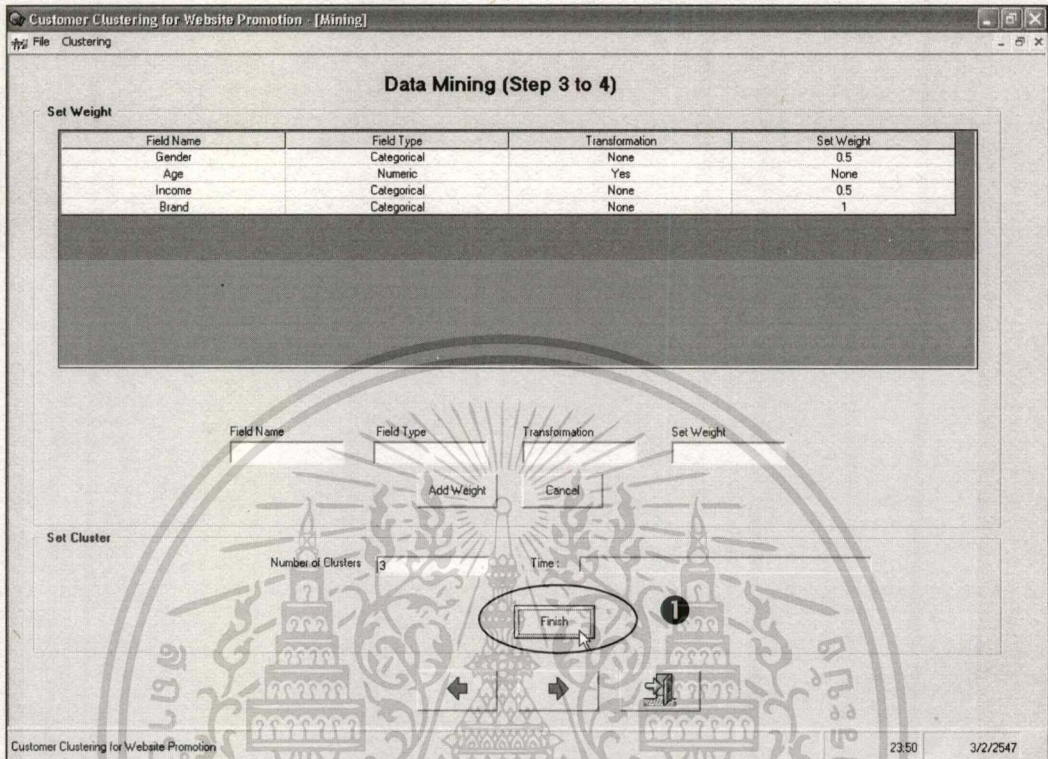 Customer Clustering for Website Promotion - [Mining]
File Clustering
Data Mining (Step 3 to 4)
Set Weight
Field Name Field Type Transformation Set Weight
Gender Categorical None 0.5
Age Numeric Yes None
Income Categorical None 0.5
Brand Categorical None 1
Field Name Field Type Transformation Set Weight
Add Weight Cancel
Set Cluster
Number of Clusters 3 Time :
Finish
1
Customer Clustering for Website Promotion 23:50 3/2/2547